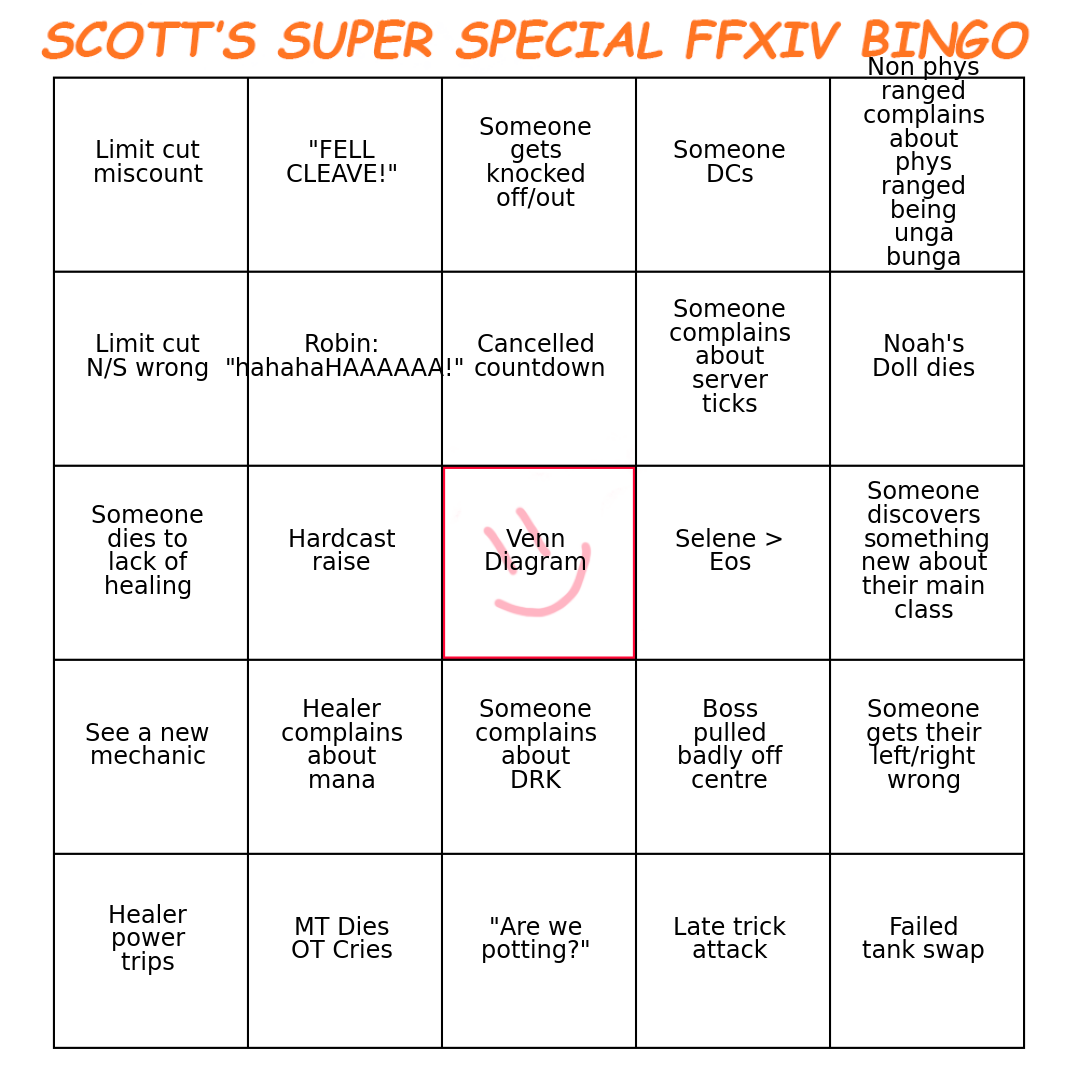 SCOTT'S SUPER SPECIAL FFXIV BINGO
Limit cut
miscount
"FELL
CLEAVE!"
Someone
gets
knocked
off/out
Someone
DCs
Non phys
ranged
complains
about
phys
ranged
being
unga
bunga
Limit cut
N/S wrong
Robin:
"hahahaHAAAAAA!"
Cancelled
countdown
Someone
complains
about
server
ticks
Noah's
Doll dies
Someone
dies to
lack of
healing
Hardcast
raise
Venn
Diagram
Selene >
Eos
Someone
discovers
something
new about
their main
class
See a new
mechanic
Healer
complains
about
mana
Someone
complains
about
DRK
Boss
pulled
badly off
centre
Someone
gets their
left/right
wrong
Healer
power
trips
MT Dies
OT Cries
"Are we
potting?"
Late trick
attack
Failed
tank swap